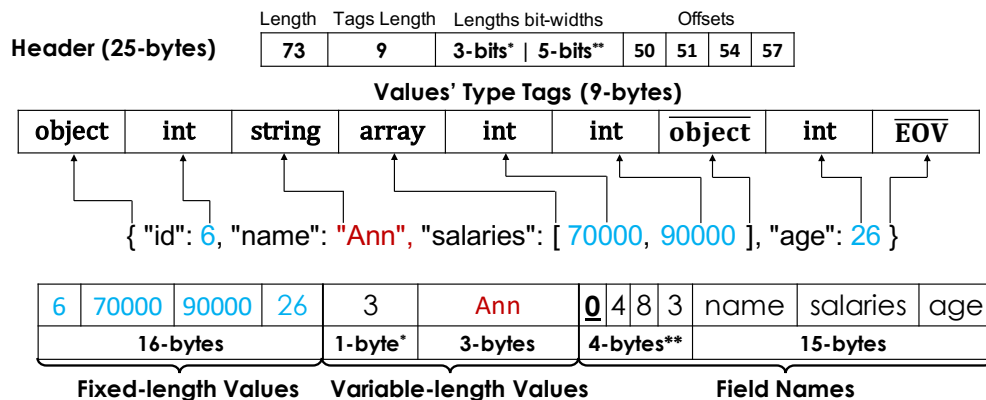 Length Tags Length Lengths bit-widths Offsets
Header (25-bytes) 73 9 3-bits* | 5-bits** 50 51 54 57
Values' Type Tags (9-bytes)
object int string array int int object int EOV
{ "id": 6, "name": "Ann", "salaries": [ 70000, 90000 ], "age": 26 }
6 70000 90000 26 3 Ann 0 4 8 3 name salaries age
16-bytes 1-byte* 3-bytes 4-bytes** 15-bytes
Fixed-length Values Variable-length Values Field Names